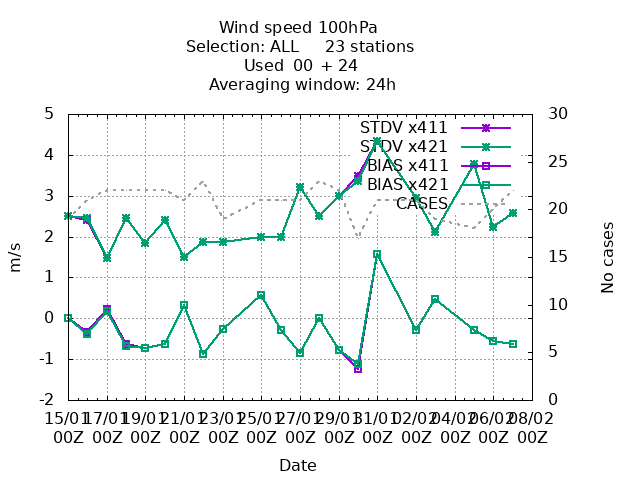 Wind speed 100hPa
Selection: ALL     23 stations
Used  00 + 24
Averaging window: 24h
5
4
3
2
1
0
-1
-2
m/s
30
25
20
15
10
5
0
No cases
STDV x411
STDV x421
BIAS x411
BIAS x421
CASES
15/01 17/01 19/01 21/01 23/01 25/01 27/01 29/01 31/01 02/02 04/02 06/02 08/02
00Z 00Z 00Z 00Z 00Z 00Z 00Z 00Z 00Z 00Z 00Z 00Z 00Z
Date